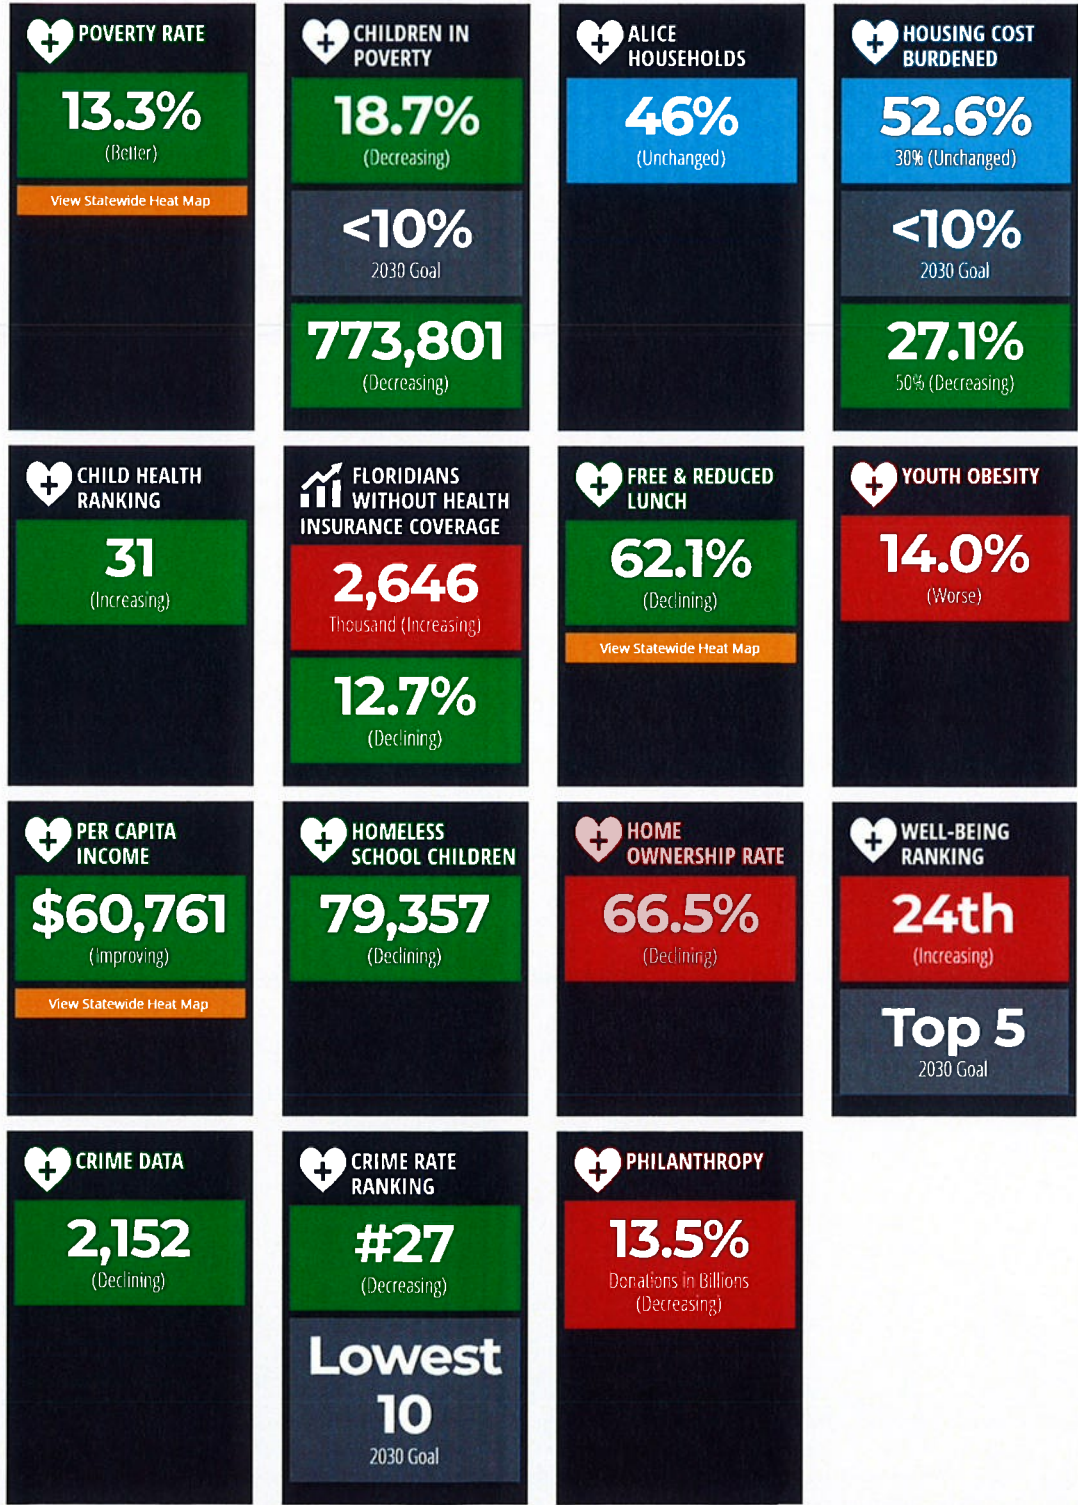 POVERTY RATE
13.3%
(Better)
View Statewide Heat Map
CHILDREN IN
POVERTY
18.7%
(Decreasing)
<10%
2030 Goal
773,801
(Decreasing)
ALICE
HOUSEHOLDS
46%
(Unchanged)
HOUSING COST
BURDENED
52.6%
30% (Unchanged)
<10%
2030 Goal
27.1%
50% (Decreasing)
CHILD HEALTH
RANKING
31
(Increasing)
FLORIDIANS
WITHOUT HEALTH
INSURANCE COVERAGE
2,646
Thousand (Increasing)
12.7%
(Declining)
FREE & REDUCED
LUNCH
62.1%
(Declining)
View Statewide Heat Map
YOUTH OBESITY
14.0%
(Worse)
PER CAPITA
INCOME
$60,761
(Improving)
View Statewide Heat Map
HOMELESS
SCHOOL CHILDREN
79,357
(Declining)
HOME
OWNERSHIP RATE
66.5%
(Declining)
WELL-BEING
RANKING
24th
(Increasing)
Top 5
2030 Goal
CRIME DATA
2,152
(Declining)
CRIME RATE
RANKING
#27
(Decreasing)
Lowest
10
2030 Goal
PHILANTHROPY
13.5%
Donations in Billions
(Decreasing)